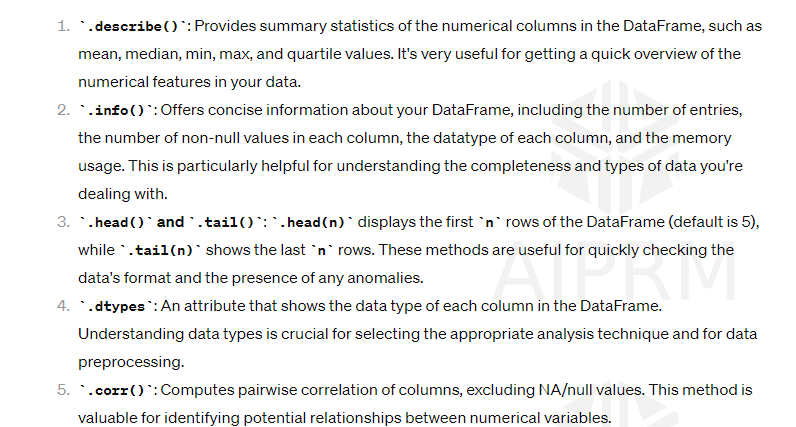 1. `.describe()`: Provides summary statistics of the numerical columns in the DataFrame, such as
mean, median, min, max, and quartile values. It's very useful for getting a quick overview of the
numerical features in your data.
2. `.info()`: Offers concise information about your DataFrame, including the number of entries,
the number of non-null values in each column, the datatype of each column, and the memory
usage. This is particularly helpful for understanding the completeness and types of data you're
dealing with.
3. `.head()` and `.tail()`: `.head(n)` displays the first `n` rows of the DataFrame (default is 5),
while `.tail(n)` shows the last `n` rows. These methods are useful for quickly checking the
data's format and the presence of any anomalies.
AIPRM
4. `.dtypes`: An attribute that shows the data type of each column in the DataFrame.
Understanding data types is crucial for selecting the appropriate analysis technique and for data
preprocessing.
5. `.corr()`: Computes pairwise correlation of columns, excluding NA/null values. This method is
valuable for identifying potential relationships between numerical variables.